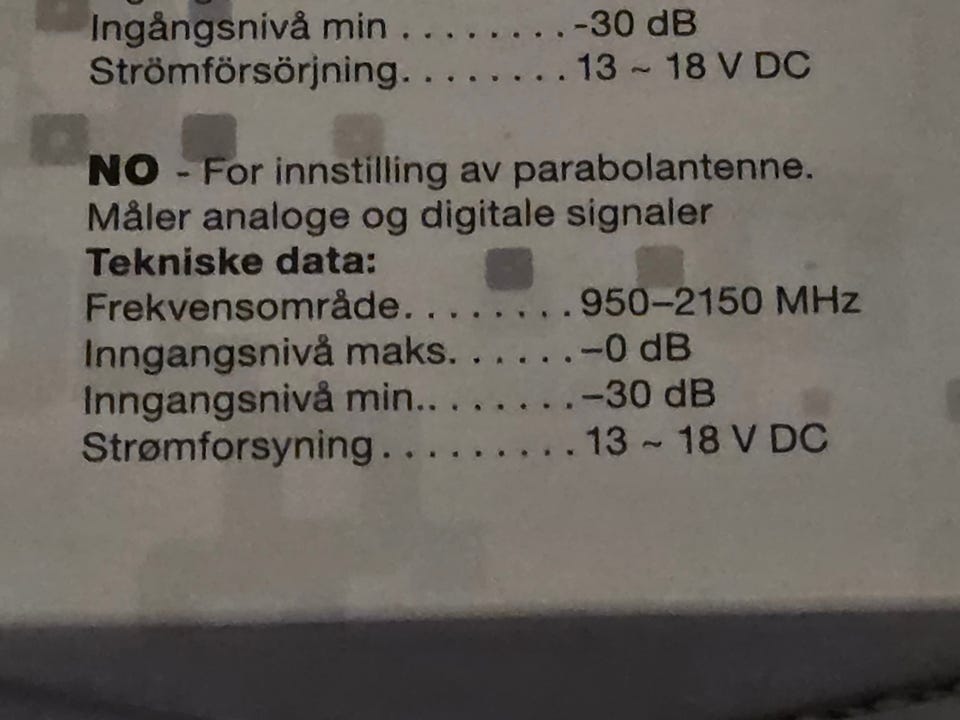 Ingångsnivå min ........-30 dB
Strömförsörjning........13 ~ 18 V DC
NO - For innstilling av parabolantenne.
Måler analoge og digitale signaler
Tekniske data:
Frekvensområde........950–2150 MHz
Inngangsnivå maks.......–0 dB
Inngangsnivå min.........–30 dB
Strømforsyning.........13 ~ 18 V DC